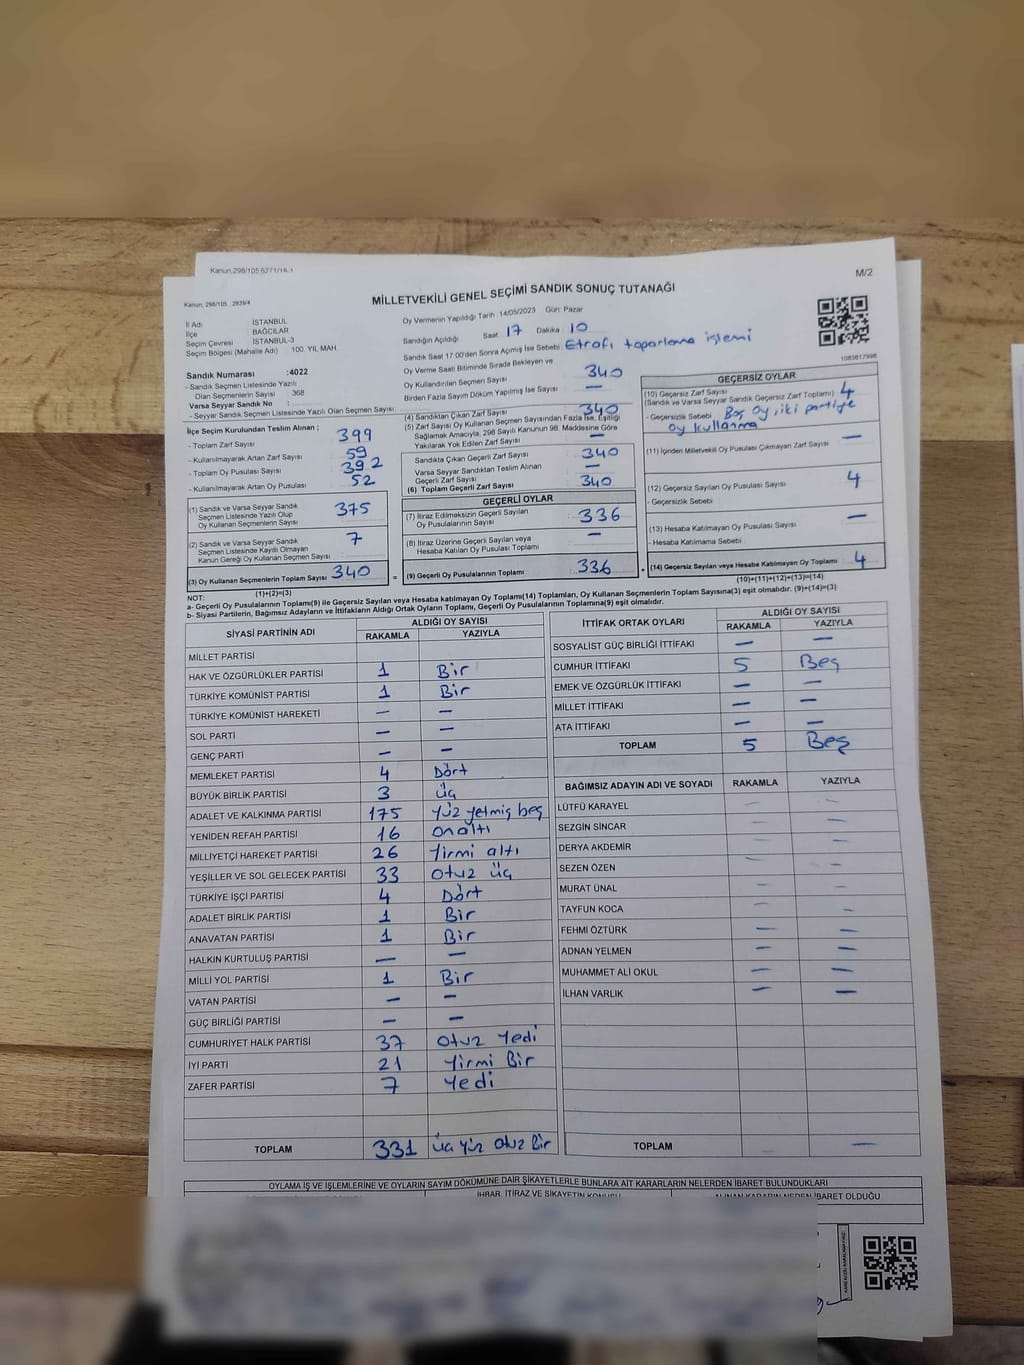 Kanun,298/105 6271/18.1
M/2
Kanun, 298/105, 2839/4
MİLLETVEKİLİ GENEL SEÇİMİ SANDIK SONUÇ TUTANAĞI
İl Adı : İSTANBUL
İlçe : BAĞCILAR
Seçim Çevresi : İSTANBUL-3
Seçim Bölgesi (Mahalle Adı) : 100. YIL MAH
Sandık Numarası :4022
- Sandık Seçmen Listesinde Yazılı
Olan Seçmenlerin Sayısı : 368
Varsa Seyyar Sandık No :
- Seyyar Sandık Seçmen Listesinde Yazılı Olan Seçmen Sayısı
Oy Vermenin Yapıldığı Tarih 14/05/2023 Gün: Pazar
Sandığın Açıldığı Saat: 17 Dakika 10
Sandık Saat 17.00'den Sonra Açmış İse Sebebi Etrafı toparlama işlemi
Oy Verme Saati Bitiminde Sırada Bekleyen ve
Oy Kullandırılan Seçmen Sayısı : 340
Birden Fazla Sayım Döküm Yapılmış İse Sayısı : —
1083617998
İlçe Seçim Kurulundan Teslim Alınan ;
- Toplam Zarf Sayısı : 399
- Kullanılmayarak Artan Zarf Sayısı : 59
- Toplam Oy Pusulası Sayısı : 392
- Kullanılmayarak Artan Oy Pusulası : 52
(1) Sandık ve Varsa Seyyar Sandık
Seçmen Listesinde Yazılı Olup
Oy Kullanan Seçmenlerin Sayısı 375
(2) Sandık ve Varsa Seyyar Sandık
Seçmen Listesinde Kayıtlı Olmayan
Kanun Gereği Oy Kullanan Seçmen Sayısı : 7
(3) Oy Kullanan Seçmenlerin Toplam Sayısı 340
(1)+(2)=(3)
(4) Sandıktan Çıkan Zarf Sayısı : 340
(5) Zarf Sayısı Oy Kullanan Seçmen Sayısından Fazla İse, Eşitliği
Sağlamak Amacıyla, 298 Sayılı Kanunun 98. Maddesine Göre
Yakılarak Yok Edilen Zarf Sayısı : —
Sandıkta Çıkan Geçerli Zarf Sayısı : 340
Varsa Seyyar Sandıktan Teslim Alınan
Geçerli Zarf Sayısı : —
(6) Toplam Geçerli Zarf Sayısı : 340
GEÇERLİ OYLAR
(7) İtiraz Edilmeksizin Geçerli Sayılan
Oy Pusulalarının Sayısı : 336
(8) İtiraz Üzerine Geçerli Sayılan veya
Hesaba Katılan Oy Pusulası Toplamı : —
= (9) Geçerli Oy Pusulalarının Toplamı : 336
GEÇERSİZ OYLAR
(10) Geçersiz Zarf Sayısı : 4
(Sandık ve Varsa Seyyar Sandık Geçersiz Zarf Toplamı)
- Geçersizlik Sebebi : Boş oy, iki partiye
oy kullanma
(11) İçinden Milletvekili Oy Pusulası Çıkmayan Zarf Sayısı : —
(12) Geçersiz Sayılan Oy Pusulası Sayısı : 4
- Geçersizlik Sebebi :
(13) Hesaba Katılmayan Oy Pusulası Sayısı : —
- Hesaba Katılmama Sebebi :
+ (14) Geçersiz Sayılan veya Hesaba Katılmayan Oy Toplamı : 4
(10)+(11)+(12)+(13)=(14)
NOT:
a- Geçerli Oy Pusulalarının Toplamı(9) ile Geçersiz Sayılan veya Hesaba katılmayan Oy Toplamı(14) Toplamları, Oy Kullanan Seçmenlerin Toplam Sayısına(3) eşit olmalıdır. (9)+(14)=(3)
b- Siyasi Partilerin, Bağımsız Adayların ve İttifakların Aldığı Ortak Oyların Toplamı, Geçerli Oy Pusulalarının Toplamına(9) eşit olmalıdır.
SİYASİ PARTİNİN ADI ALDIĞI OY SAYISI
RAKAMLA YAZIYLA
MİLLET PARTİSİ
HAK VE ÖZGÜRLÜKLER PARTİSİ 1 Bir
TÜRKİYE KOMÜNİST PARTİSİ 1 Bir
TÜRKİYE KOMÜNİST HAREKETİ — —
SOL PARTİ — —
GENÇ PARTİ — —
MEMLEKET PARTİSİ 4 Dört
BÜYÜK BİRLİK PARTİSİ 3 üç
ADALET VE KALKINMA PARTİSİ 175 Yüz yetmiş beş
YENİDEN REFAH PARTİSİ 16 on altı
MİLLİYETÇİ HAREKET PARTİSİ 26 Yirmi altı
YEŞİLLER VE SOL GELECEK PARTİSİ 33 otuz üç
TÜRKİYE İŞÇİ PARTİSİ 4 Dört
ADALET BİRLİK PARTİSİ 1 Bir
ANAVATAN PARTİSİ 1 Bir
HALKIN KURTULUŞ PARTİSİ — —
MİLLİ YOL PARTİSİ 1 Bir
VATAN PARTİSİ — —
GÜÇ BİRLİĞİ PARTİSİ — —
CUMHURİYET HALK PARTİSİ 37 otuz Yedi
İYİ PARTİ 21 Yirmi Bir
ZAFER PARTİSİ 7 Yedi
TOPLAM 331 üç Yüz otuz Bir
İTTİFAK ORTAK OYLARI ALDIĞI OY SAYISI
RAKAMLA YAZIYLA
SOSYALİST GÜÇ BİRLİĞİ İTTİFAKI — —
CUMHUR İTTİFAKI 5 Beş
EMEK VE ÖZGÜRLÜK İTTİFAKI — —
MİLLET İTTİFAKI — —
ATA İTTİFAKI — —
TOPLAM 5 Beş
BAĞIMSIZ ADAYIN ADI VE SOYADI RAKAMLA YAZIYLA
LÜTFÜ KARAYEL — —
SEZGİN SİNCAR — —
DERYA AKDEMİR — —
SEZEN ÖZEN — —
MURAT ÜNAL — —
TAYFUN KOCA — —
FEHMİ ÖZTÜRK — —
ADNAN YELMEN — —
MUHAMMET ALİ OKUL — —
İLHAN VARLIK — —
TOPLAM — —
OYLAMA İŞ VE İŞLEMLERİNE VE OYLARIN SAYIM DÖKÜMÜNE DAİR ŞİKAYETLERLE BUNLARA AİT KARARLARIN NELERDEN İBARET BULUNDUKLARI
İHBAR, İTİRAZ VE ŞİKAYETİN KONUSU ALINAN KARARIN NEDEN İBARET OLDUĞU